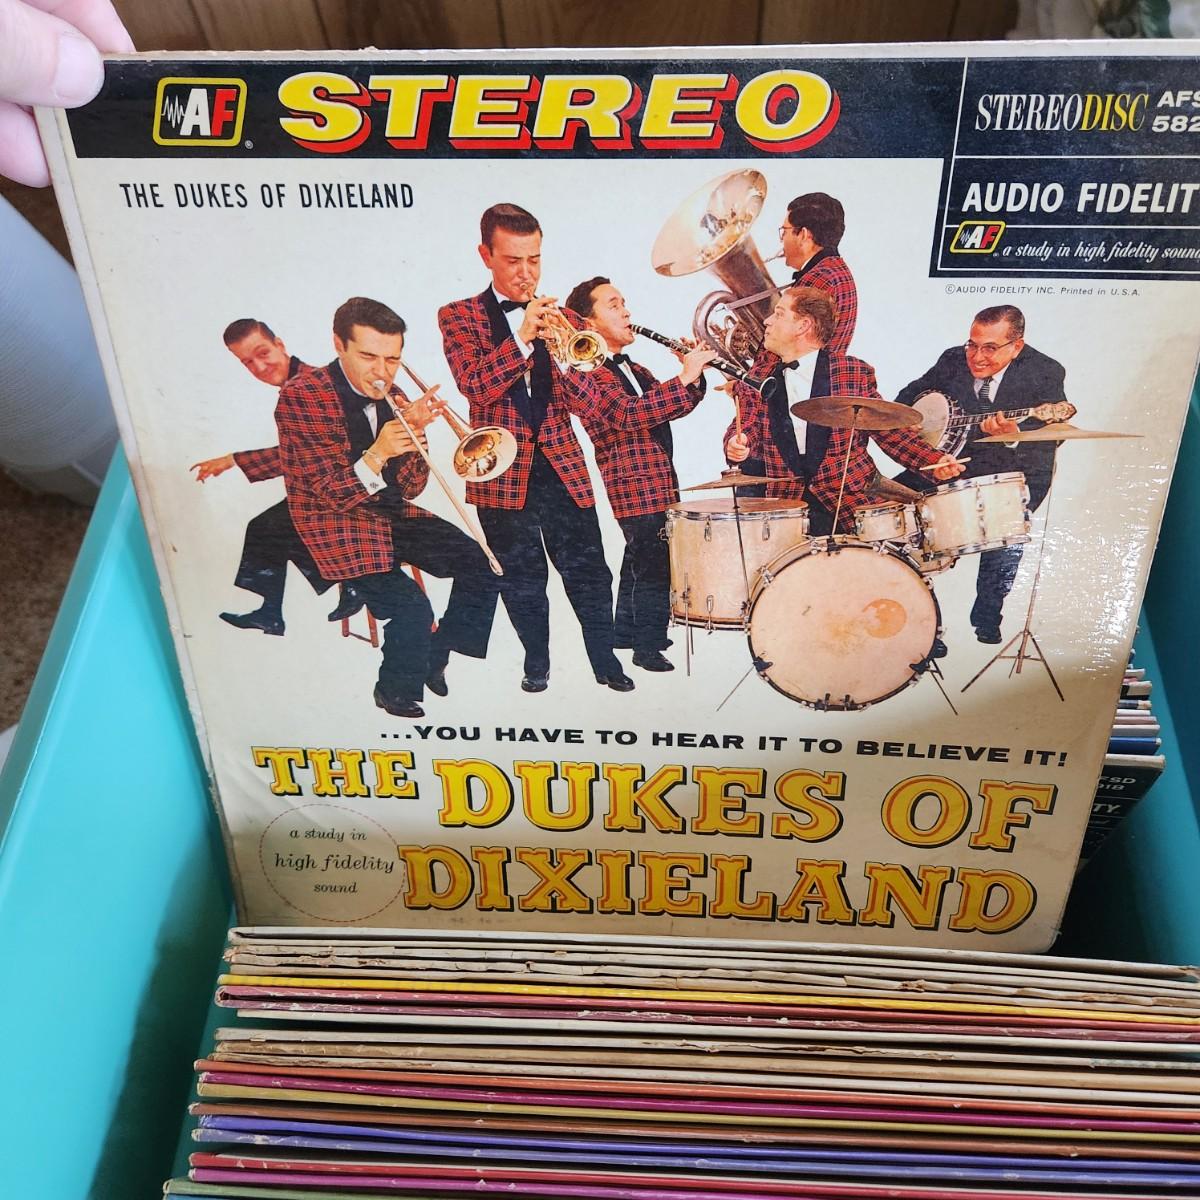 AF
®
STEREO
STEREODISC
AFS
582
AUDIO FIDELIT
AF a study in high fidelity sound
©AUDIO FIDELITY INC. Printed in U.S.A.
THE DUKES OF DIXIELAND
...YOU HAVE TO HEAR IT TO BELIEVE IT!
THE DUKES OF
DIXIELAND
a study in
high fidelity
sound